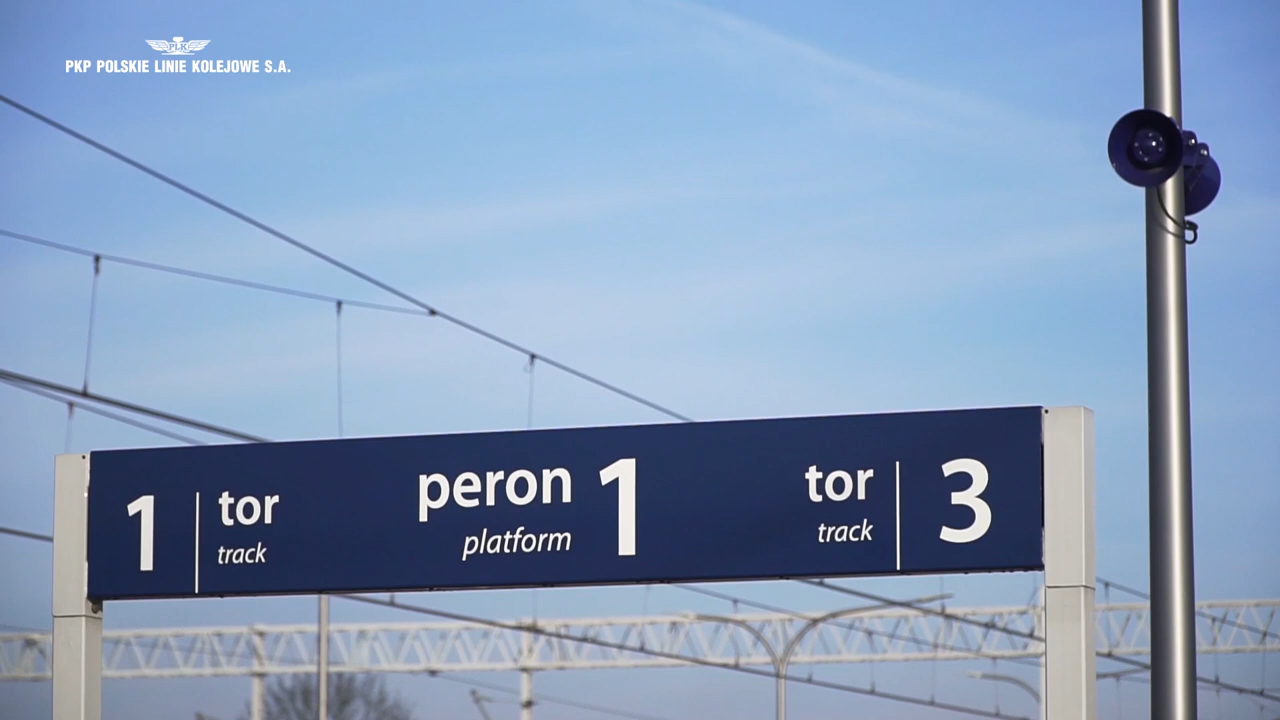 PLK
PKP POLSKIE LINIE KOLEJOWE S.A.
1 tor
track
peron 1
platform
tor 3
track